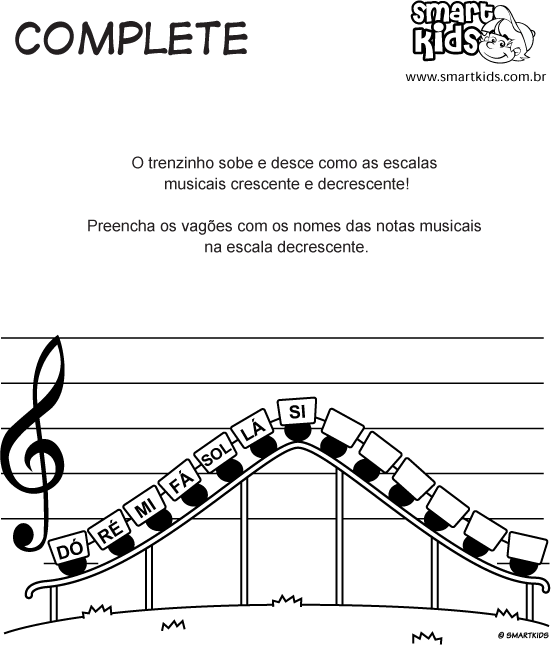 COMPLETE
smart
kids
www.smartkids.com.br
O trenzinho sobe e desce como as escalas
musicais crescente e decrescente!
Preencha os vagões com os nomes das notas musicais
na escala decrescente.
DÓ RÉ MI FÁ SOL LÁ SI
© SMARTKIDS